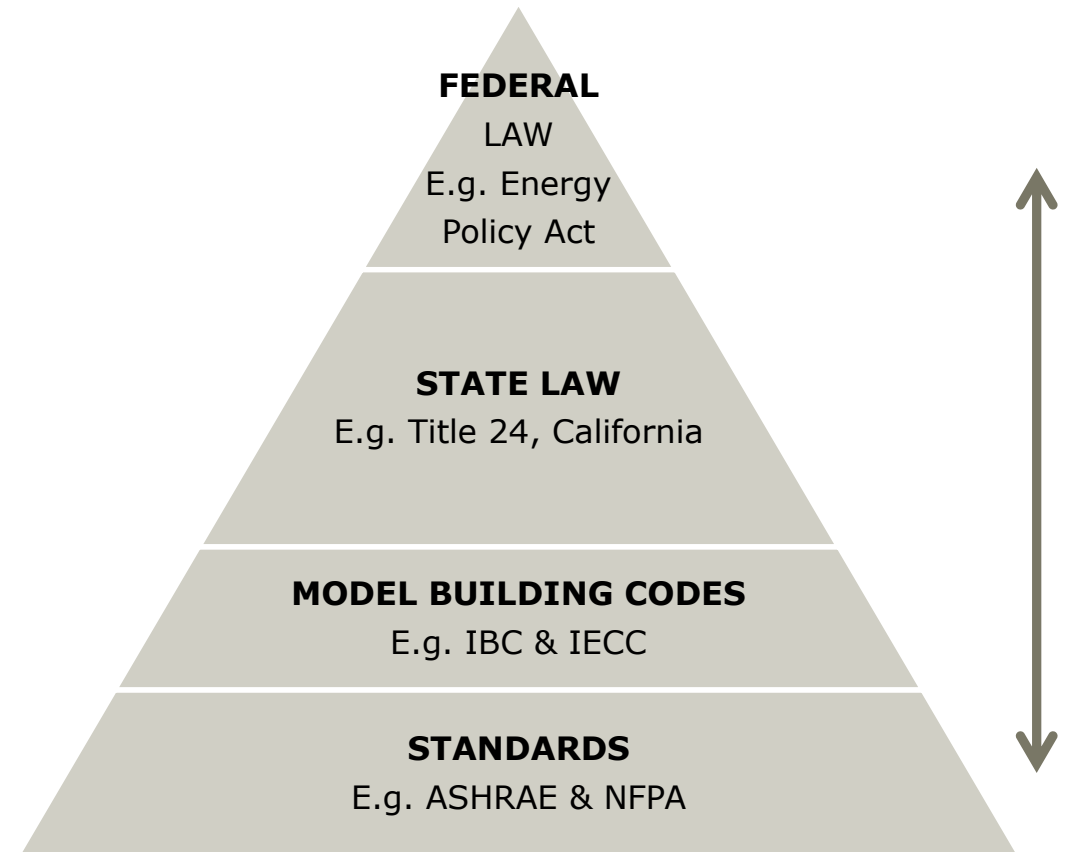 FEDERAL
LAW
E.g. Energy
Policy Act
STATE LAW
E.g. Title 24, California
MODEL BUILDING CODES
E.g. IBC & IECC
STANDARDS
E.g. ASHRAE & NFPA